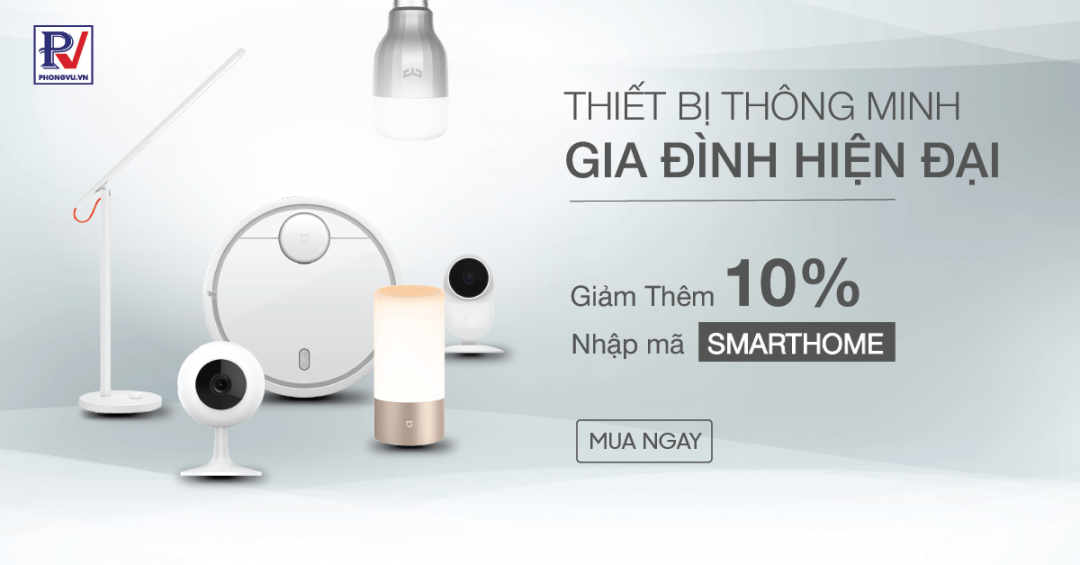 PV
PHONGVU.VN
THIẾT BỊ THÔNG MINH
GIA ĐÌNH HIỆN ĐẠI
Giảm Thêm 10%
Nhập mã SMARTHOME
MUA NGAY